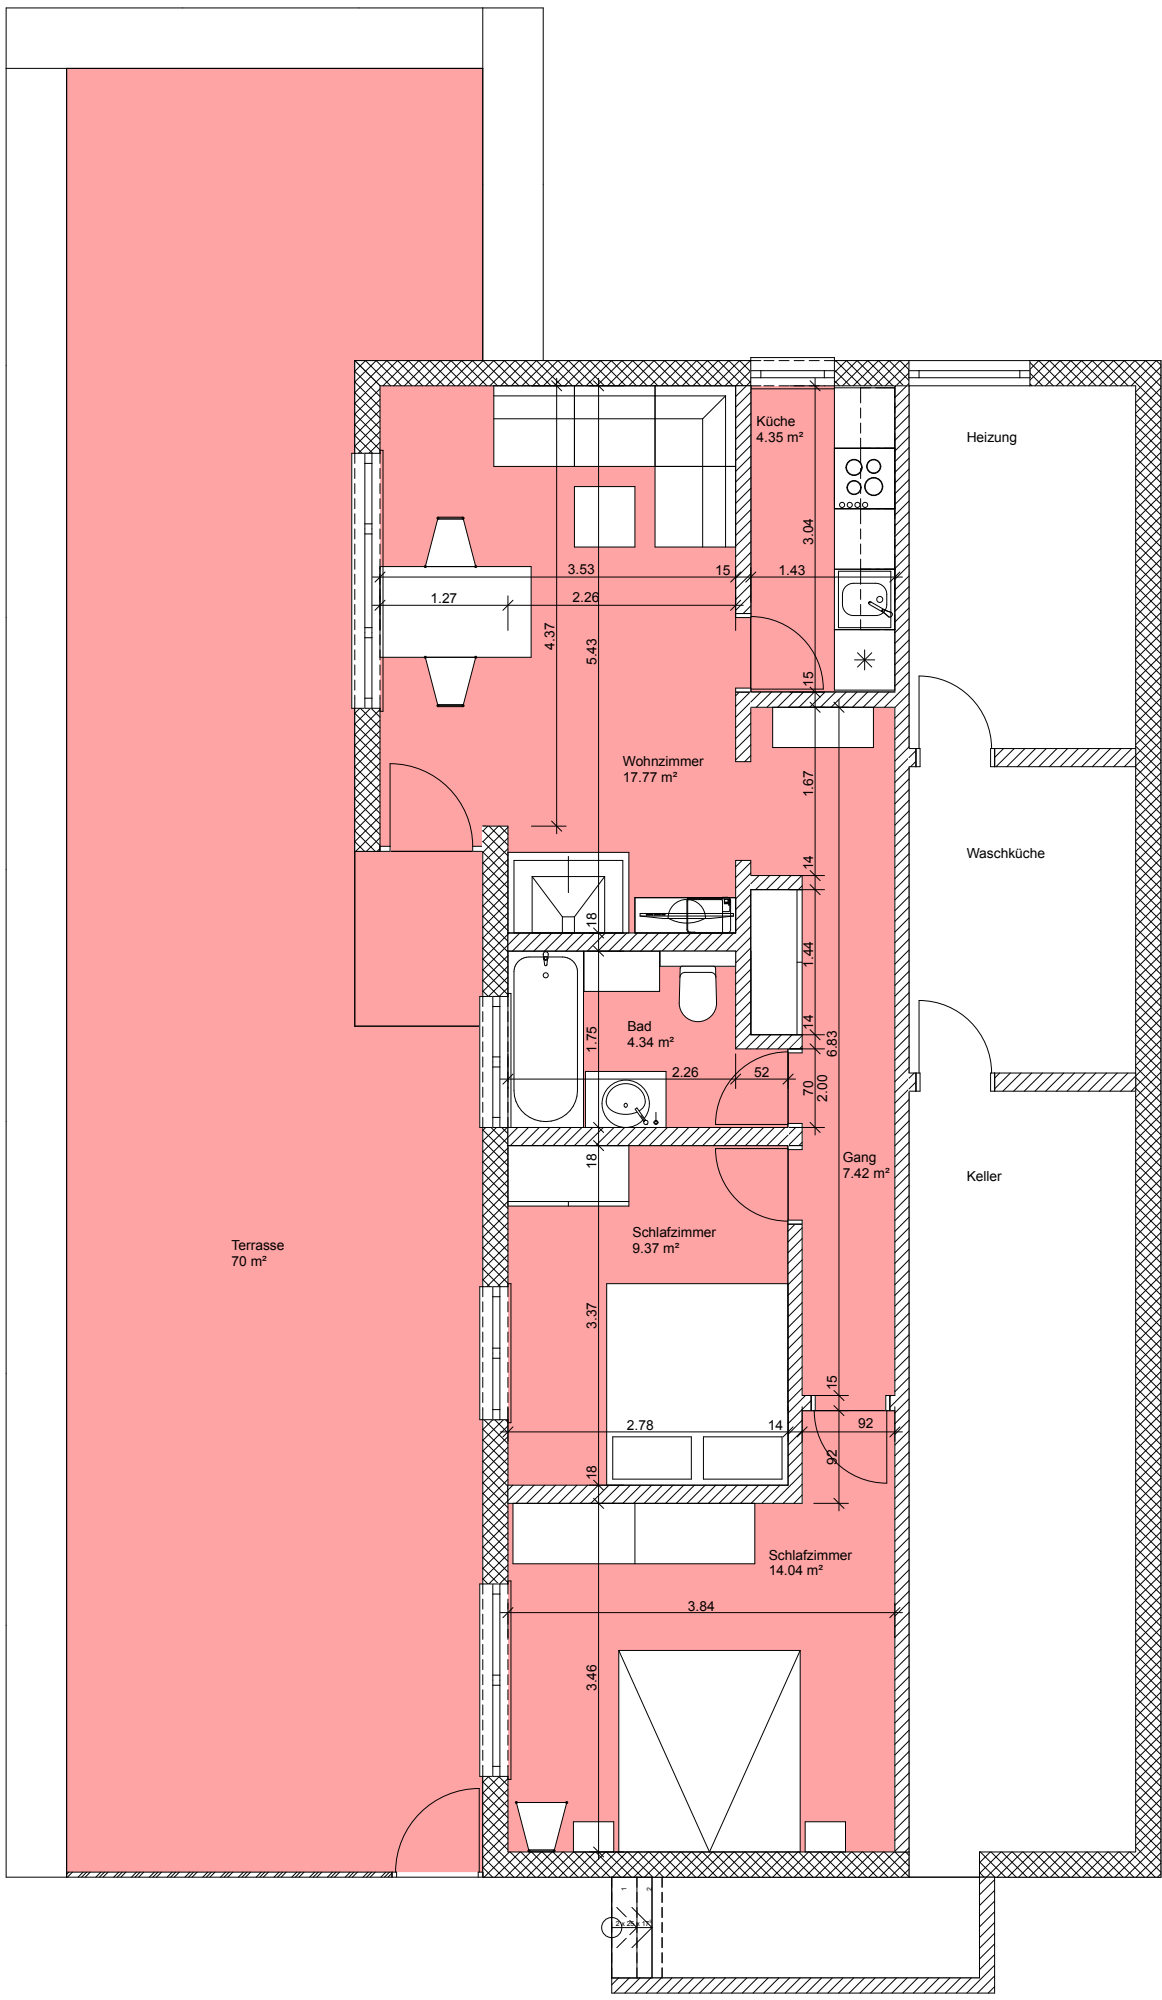 Küche
4.35 m²
Heizung
3.04
3.53
15
1.43
1.27
2.26
4.37
5.43
15
Wohnzimmer
17.77 m²
1.67
Waschküche
14
18
1.44
14
Bad
4.34 m²
1.75
6.83
2.26
52
70
2.00
18
Gang
7.42 m²
Keller
Schlafzimmer
9.37 m²
Terrasse
70 m²
3.37
15
2.78
14
92
92
18
Schlafzimmer
14.04 m²
3.84
3.46
1
2